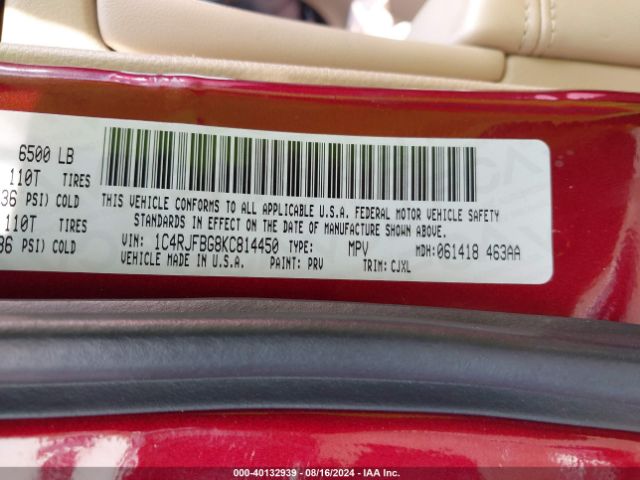 6500 LB
110T TIRES
36 PSI) COLD
110T TIRES
36 PSI) COLD
THIS VEHICLE CONFORMS TO ALL APPLICABLE U.S.A. FEDERAL MOTOR VEHICLE SAFETY
STANDARDS IN EFFECT ON THE DATE OF MANUFACTURE SHOWN ABOVE.
VIN: 1C4RJFBG8KC814450 TYPE: MPV MDH:061418 463AA
VEHICLE MADE IN U.S.A. PAINT: PRV TRIM: CJXL
000-40132939 - 08/16/2024 - IAA Inc.